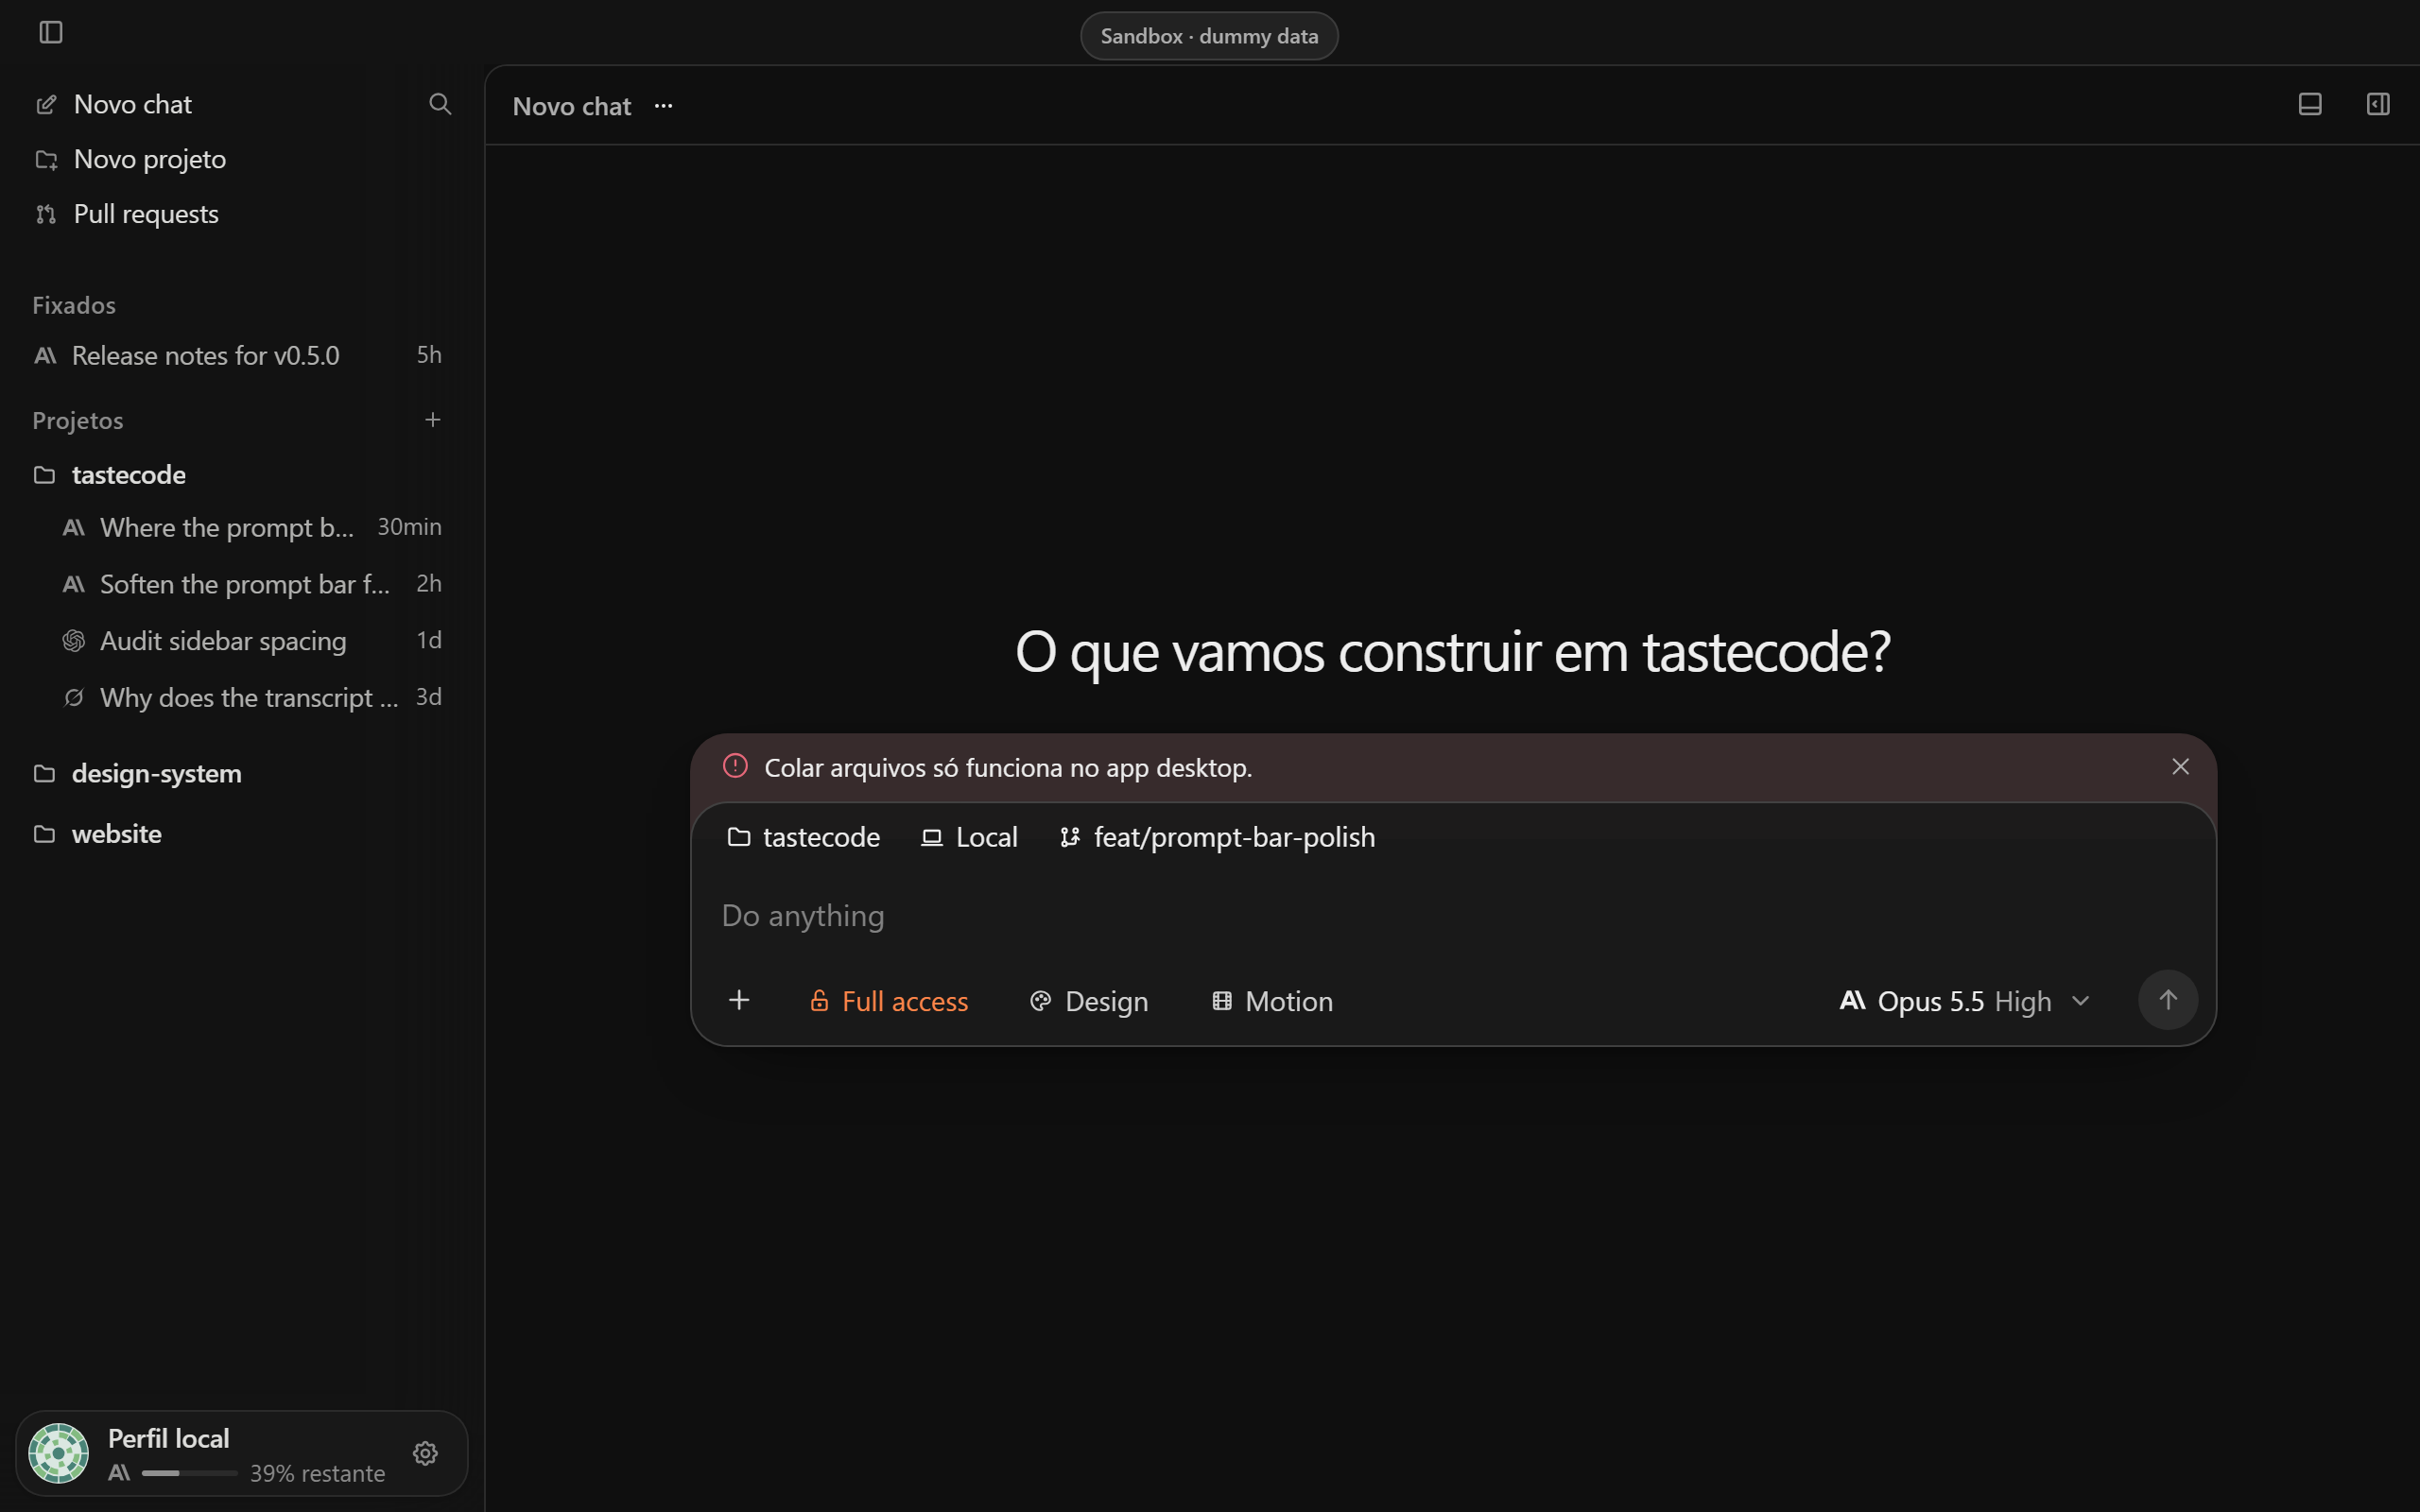 Sandbox · dummy data
Novo chat
Novo projeto
Pull requests
Fixados
Release notes for v0.5.0 5h
Projetos
tastecode
Where the prompt b... 30min
Soften the prompt bar f... 2h
Audit sidebar spacing 1d
Why does the transcript ... 3d
design-system
website
Perfil local
39% restante
Novo chat
O que vamos construir em tastecode?
Colar arquivos só funciona no app desktop.
tastecode Local feat/prompt-bar-polish
Do anything
Full access Design Motion Opus 5.5 High